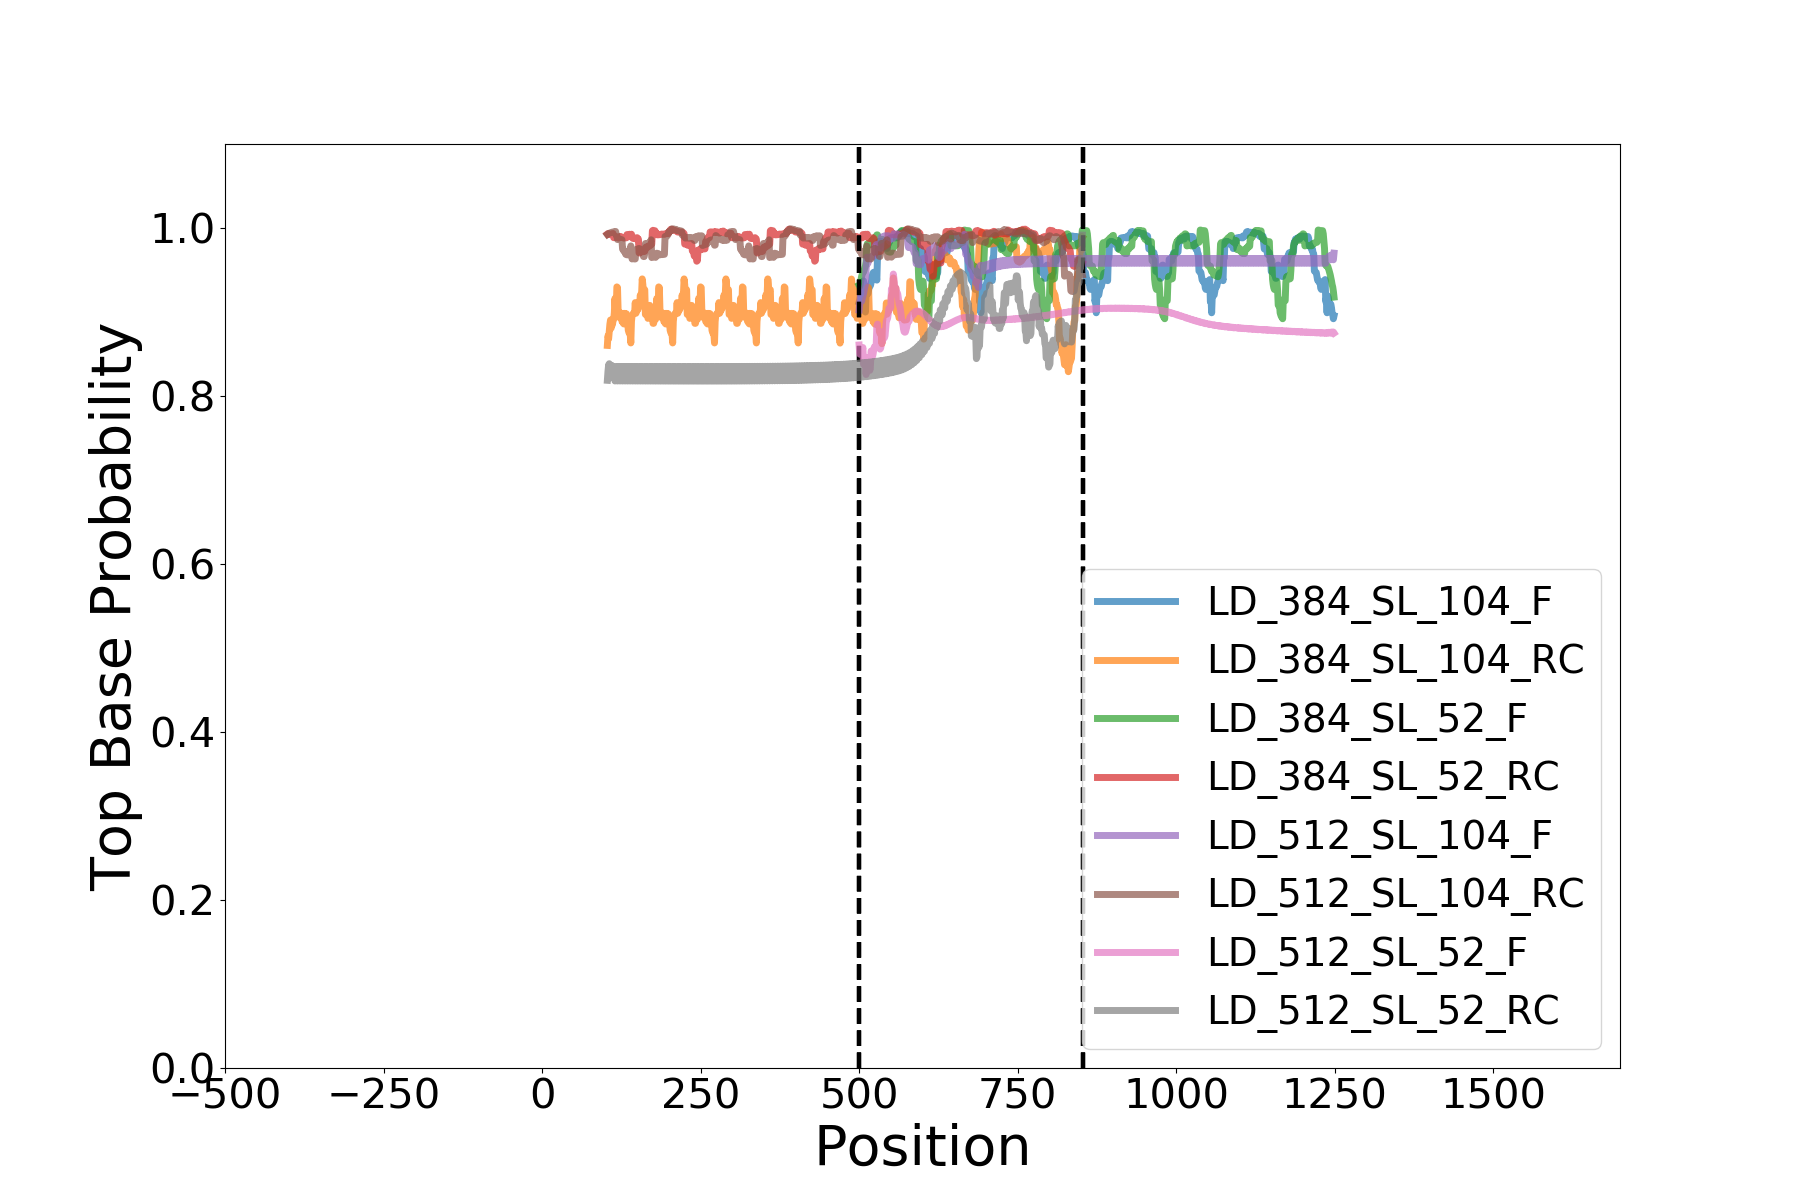 Top Base Probability
1.0
0.8
0.6
0.4
0.2
0.0
−500
−250
0
250
500
750
1000
1250
1500
Position
LD_384_SL_104_F
LD_384_SL_104_RC
LD_384_SL_52_F
LD_384_SL_52_RC
LD_512_SL_104_F
LD_512_SL_104_RC
LD_512_SL_52_F
LD_512_SL_52_RC